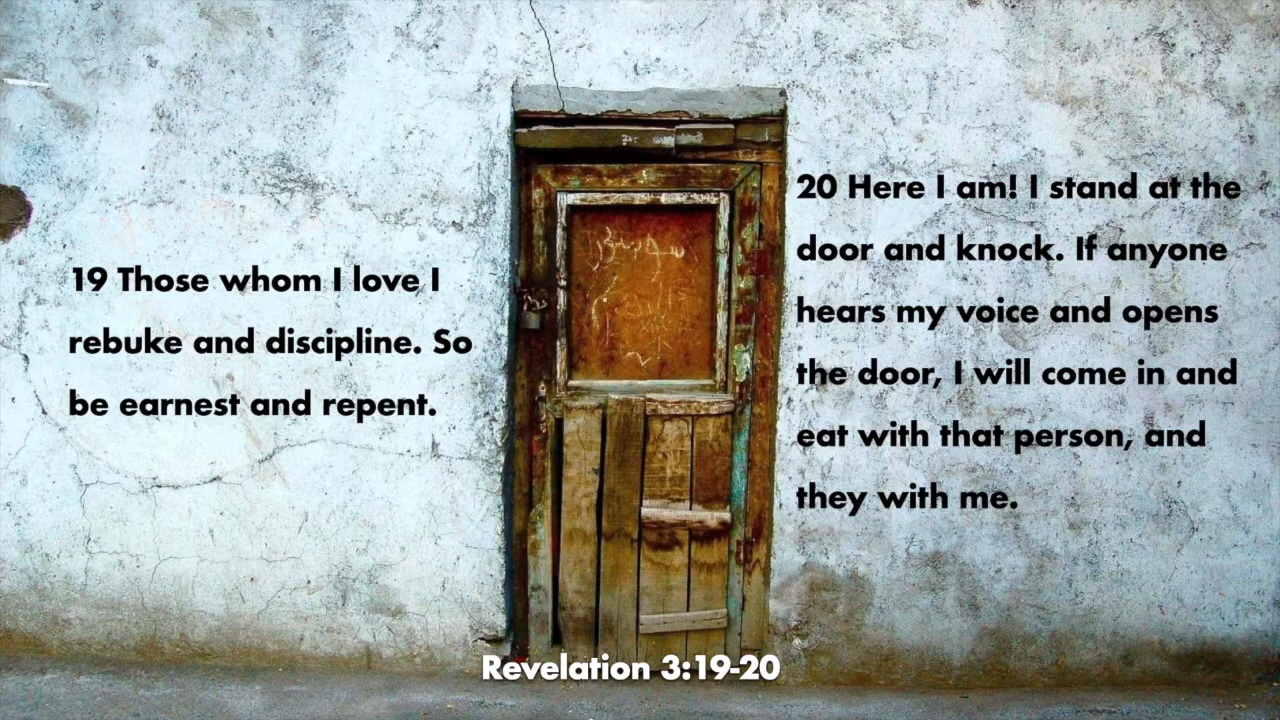 19 Those whom I love I
rebuke and discipline. So
be earnest and repent.
20 Here I am! I stand at the
door and knock. If anyone
hears my voice and opens
the door, I will come in and
eat with that person, and
they with me.
Revelation 3:19-20